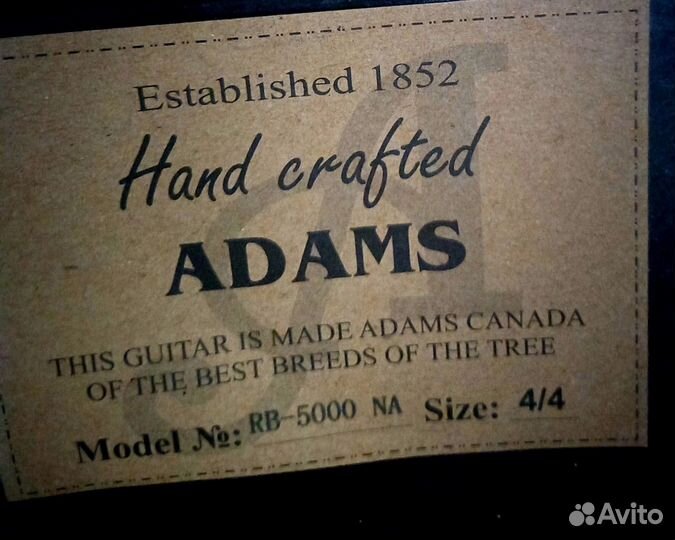 Established 1852
Hand crafted
ADAMS
THIS GUITAR IS MADE ADAMS CANADA
OF THE BEST BREEDS OF THE TREE
Model №: RB-5000 NA Size: 4/4
Avito